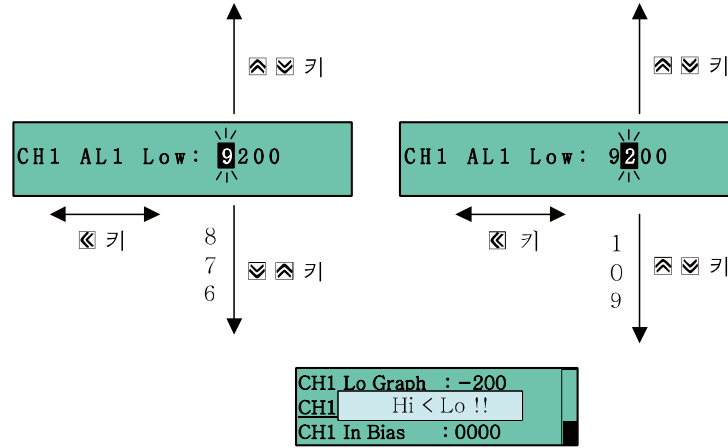 키
키
CH1 AL1 Low: 9200
CH1 AL1 Low: 9200
키
8
7
6
키
키
1
0
9
키
CH1 Lo Graph : -200
CH1
Hi < Lo !!
CH1 In Bias : 0000